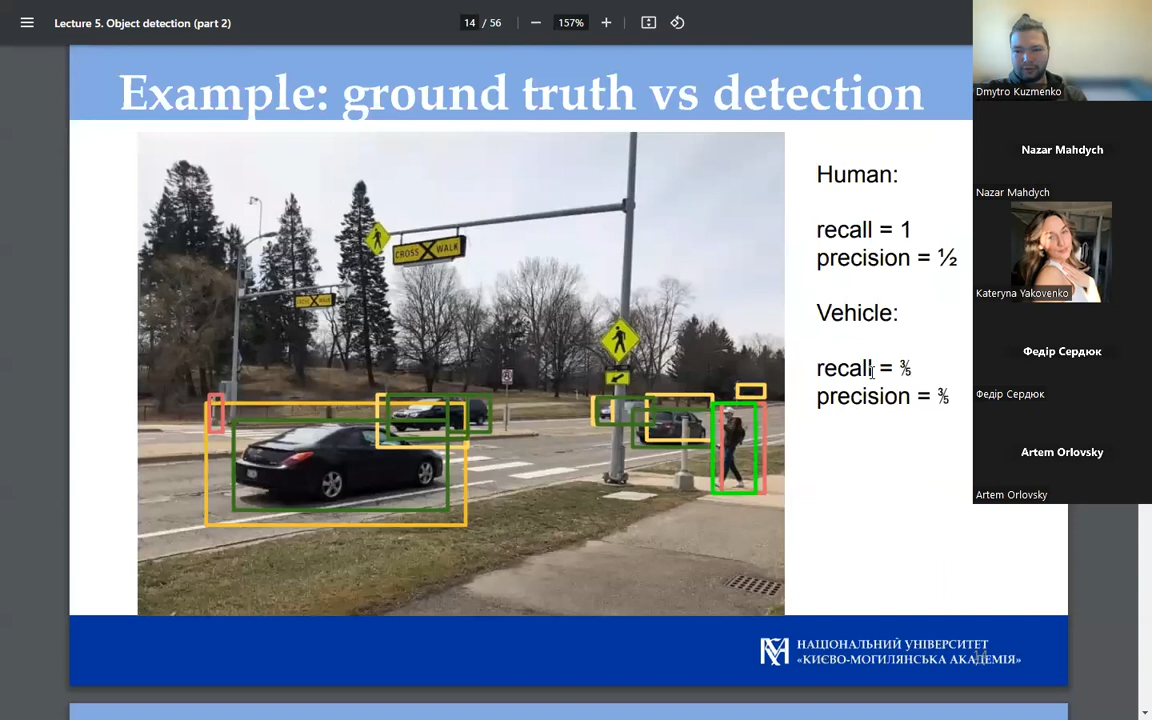 Lecture 5. Object detection (part 2)
14 / 56
157%
Example: ground truth vs detection
CROSS WALK
Human:
recall = 1
precision = ½
Vehicle:
recall = ⅗
precision = ⅗
НАЦІОНАЛЬНИЙ УНІВЕРСИТЕТ
«КИЄВО-МОГИЛЯНСЬКА АКАДЕМІЯ»
14
Dmytro Kuzmenko
Nazar Mahdych
Nazar Mahdych
Kateryna Yakovenko
Федір Сердюк
Федір Сердюк
Artem Orlovsky
Artem Orlovsky